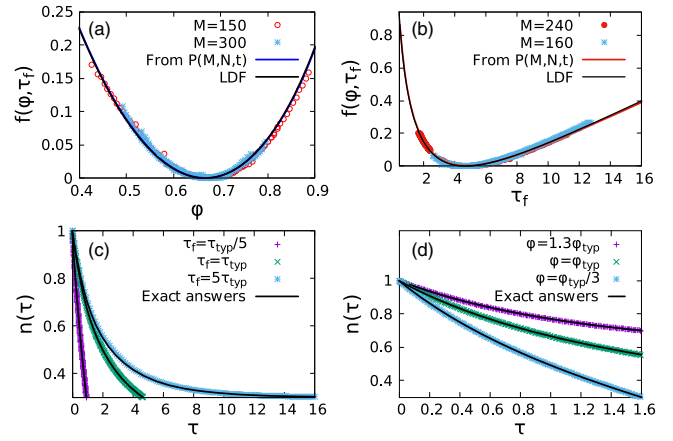 (a)
M=150
M=300
From P(M,N,t)
LDF
f(φ,τf)
0.25
0.2
0.15
0.1
0.05
0
0.4 0.5 0.6 0.7 0.8 0.9
φ
(b)
M=240
M=160
From P(M,N,t)
LDF
f(φ,τf)
0.8
0.6
0.4
0.2
0
2 4 6 8 10 12 14 16
τf
(c)
τf=τtyp/5
τf=τtyp
τf=5τtyp
Exact answers
n(τ)
1
0.8
0.6
0.4
0 2 4 6 8 10 12 14 16
τ
(d)
φ=1.3φtyp
φ=φtyp
φ=φtyp/3
Exact answers
n(τ)
1
0.8
0.6
0.4
0 0.2 0.4 0.6 0.8 1 1.2 1.4 1.6
τ